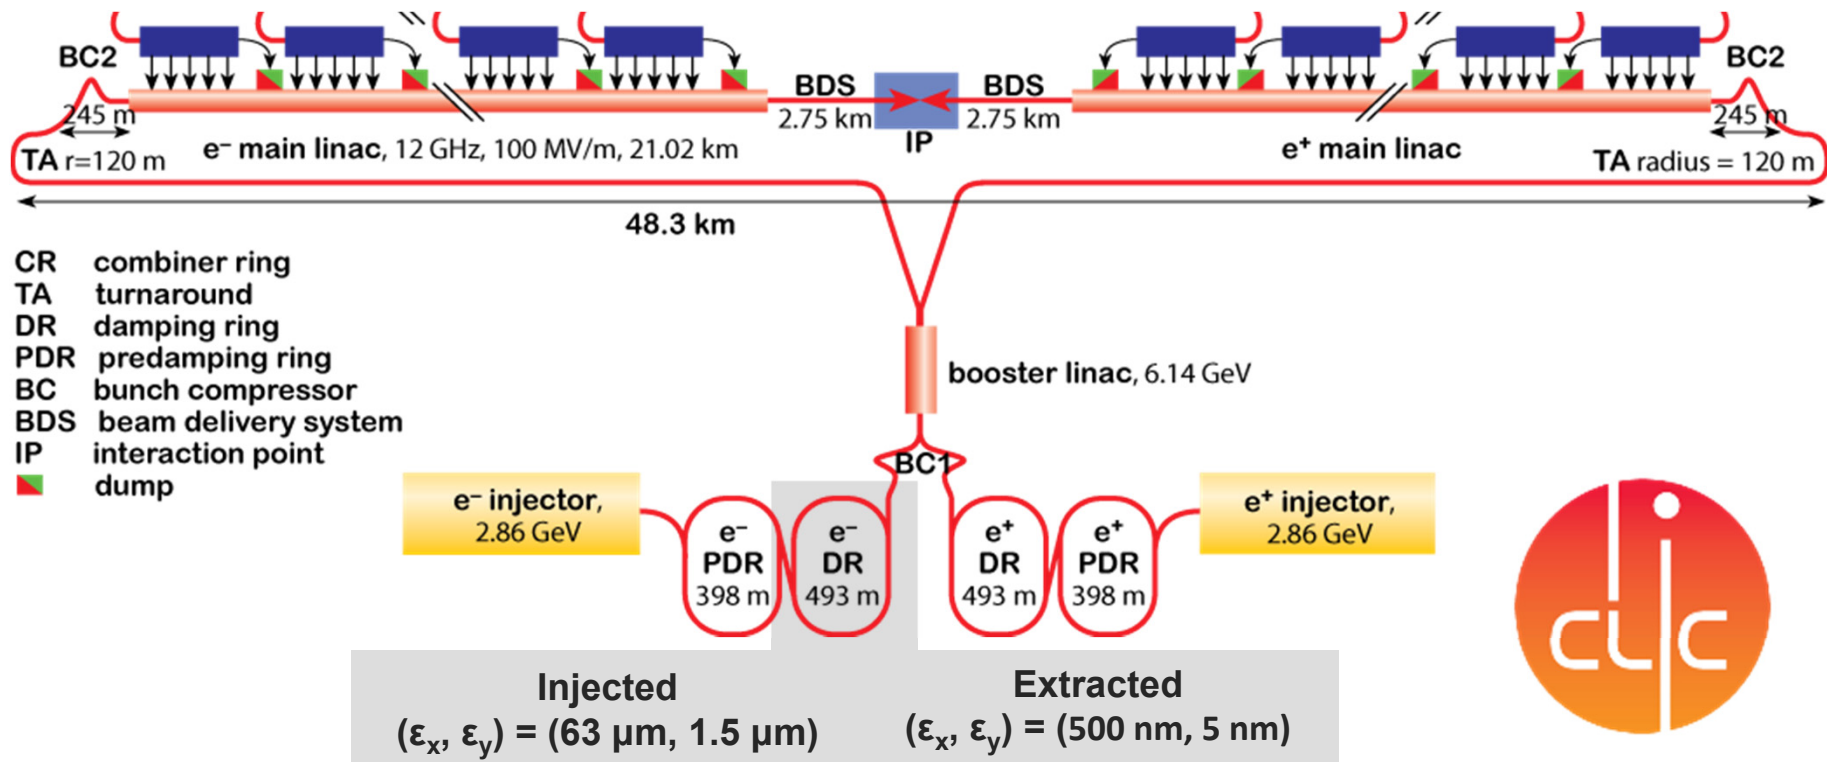 BC2
BDS
BDS
BC2
245 m
2.75 km
2.75 km
245 m
IP
TA r=120 m
e⁻ main linac, 12 GHz, 100 MV/m, 21.02 km
e⁺ main linac
TA radius = 120 m
48.3 km
CR combiner ring
TA turnaround
DR damping ring
PDR predamping ring
BC bunch compressor
BDS beam delivery system
IP interaction point
dump
booster linac, 6.14 GeV
BC1
e⁻ injector,
2.86 GeV
e⁻
PDR
398 m
e⁻
DR
493 m
e⁺
DR
493 m
e⁺
PDR
398 m
e⁺ injector,
2.86 GeV
clic
Injected
(εx, εy) = (63 μm, 1.5 μm)
Extracted
(εx, εy) = (500 nm, 5 nm)